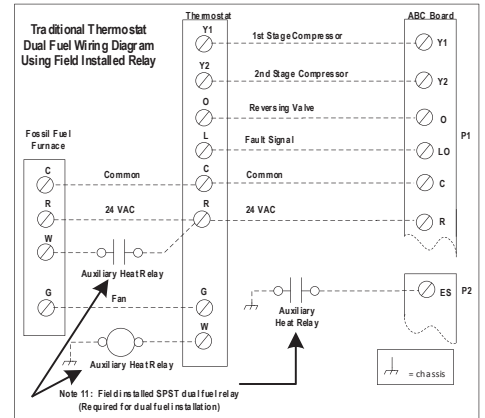 Traditional Thermostat
Dual Fuel Wiring Diagram
Using Field Installed Relay
Thermostat
ABC Board
Y1
1st Stage Compressor
Y1
Y2
2nd Stage Compressor
Y2
O
Reversing Valve
O
P1
L
Fault Signal
LO
Fossil Fuel
Furnace
C
Common
C
Common
C
R
24 VAC
R
24 VAC
R
W
Auxiliary Heat Relay
ES
P2
G
Fan
G
Auxiliary
Heat Relay
W
Auxiliary Heat Relay
= chassis
Note 11: Field installed SPST dual fuel relay
(Required for dual fuel installation)